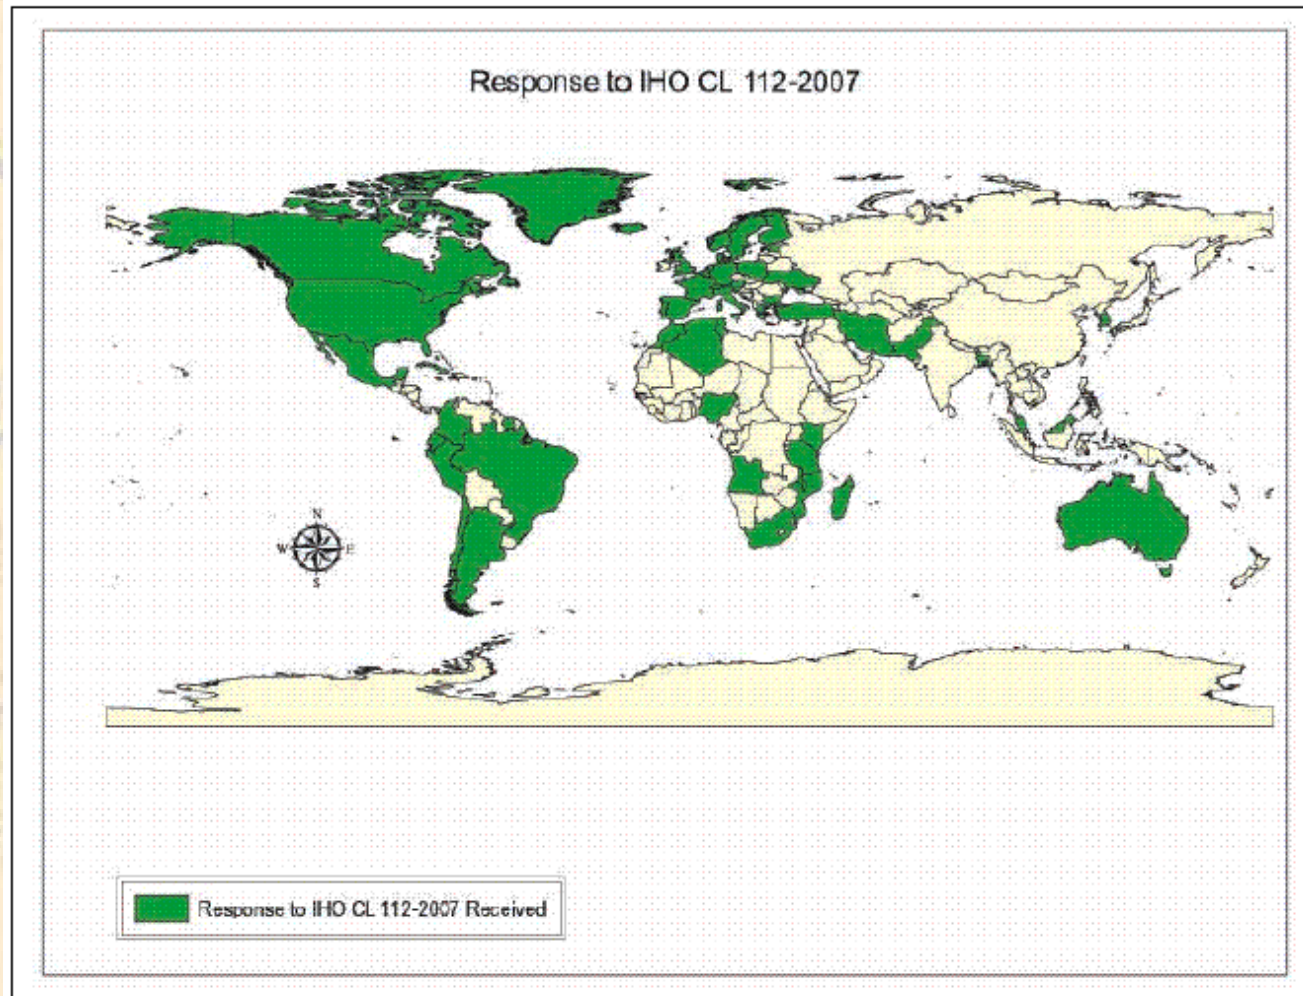 Response to IHO CL 112-2007
N
W E
S
Response to IHO CL 112-2007 Received